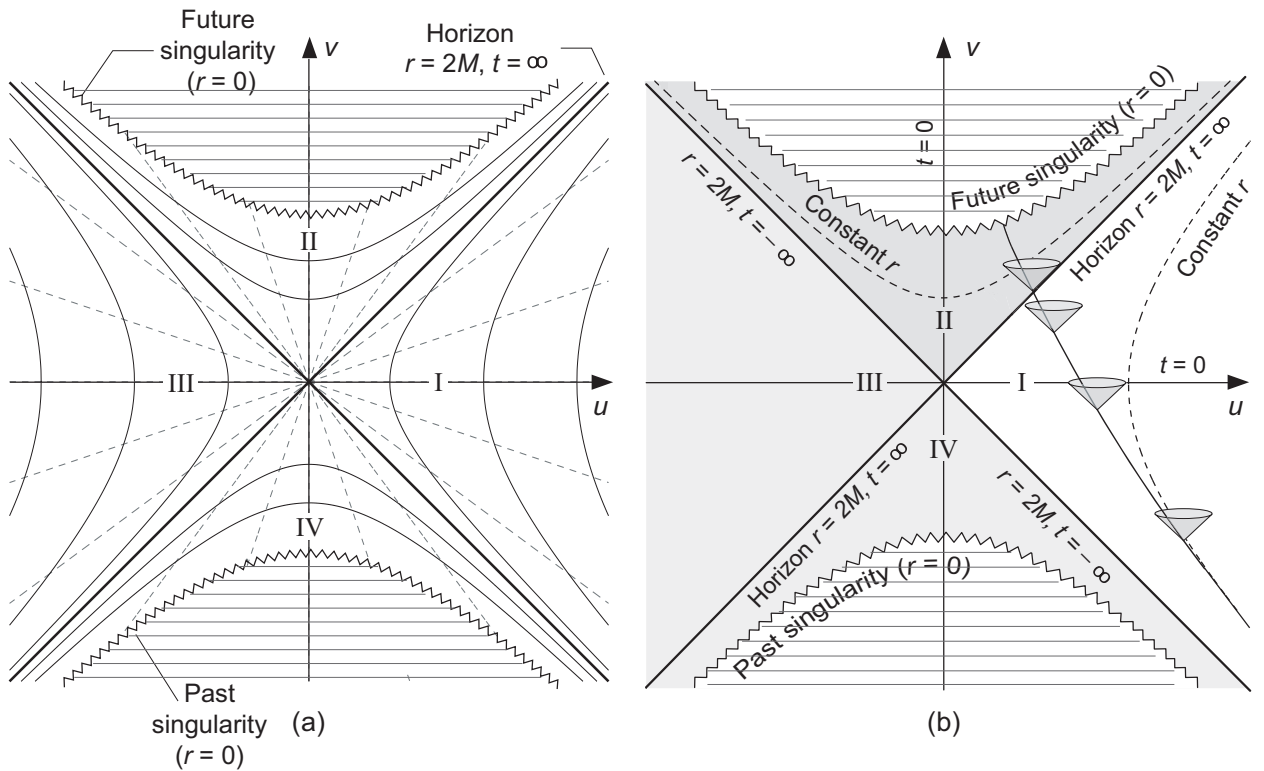 Future
singularity
(r = 0)
Horizon
r = 2M, t = ∞
v
II
III
I
u
IV
Past
singularity
(r = 0)
(a)
v
t = 0
Future singularity (r = 0)
r = 2M, t = – ∞
Constant r
Horizon r = 2M, t = ∞
Constant r
II
t = 0
III
I
u
IV
Horizon r = 2M, t = ∞
r = 2M, t = – ∞
Past singularity (r = 0)
(b)